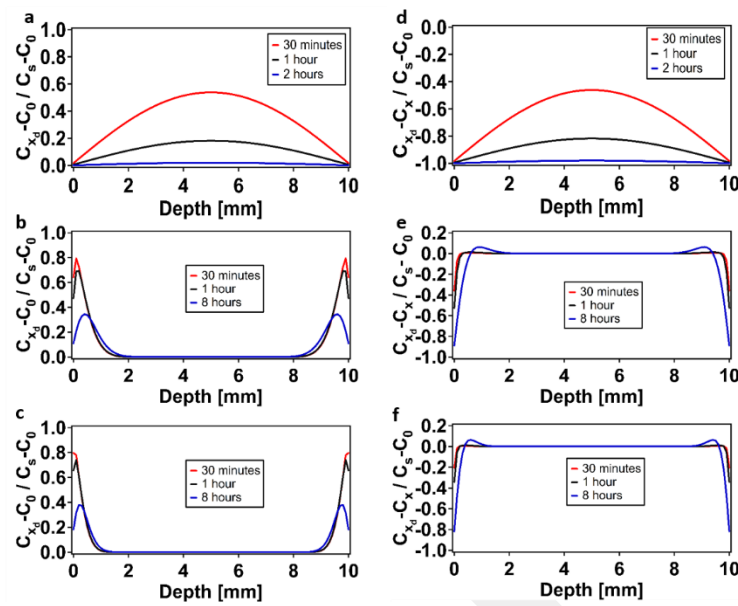 a
C_{x_d}-C_0 / C_s-C_0
1.0
0.8
0.6
0.4
0.2
0.0
30 minutes
1 hour
2 hours
0 2 4 6 8 10
Depth [mm]
d
C_{x_d}-C_x / C_s-C_0
0.0
-0.2
-0.4
-0.6
-0.8
-1.0
30 minutes
1 hour
2 hours
0 2 4 6 8 10
Depth [mm]
b
C_{x_d}-C_0 / C_s-C_0
1.0
0.8
0.6
0.4
0.2
0.0
30 minutes
1 hour
8 hours
0 2 4 6 8 10
Depth [mm]
e
C_{x_d}-C_x / C_s- C_0
0.2
0.0
-0.2
-0.4
-0.6
-0.8
-1.0
30 minutes
1 hour
8 hours
0 2 4 6 8 10
Depth [mm]
c
C_{x_d}-C_0 / C_s-C_0
1.0
0.8
0.6
0.4
0.2
0.0
30 minutes
1 hour
8 hours
0 2 4 6 8 10
Depth [mm]
f
C_{x_d}-C_x / C_s-C_0
0.2
0.0
-0.2
-0.4
-0.6
-0.8
-1.0
30 minutes
1 hour
8 hours
0 2 4 6 8 10
Depth [mm]